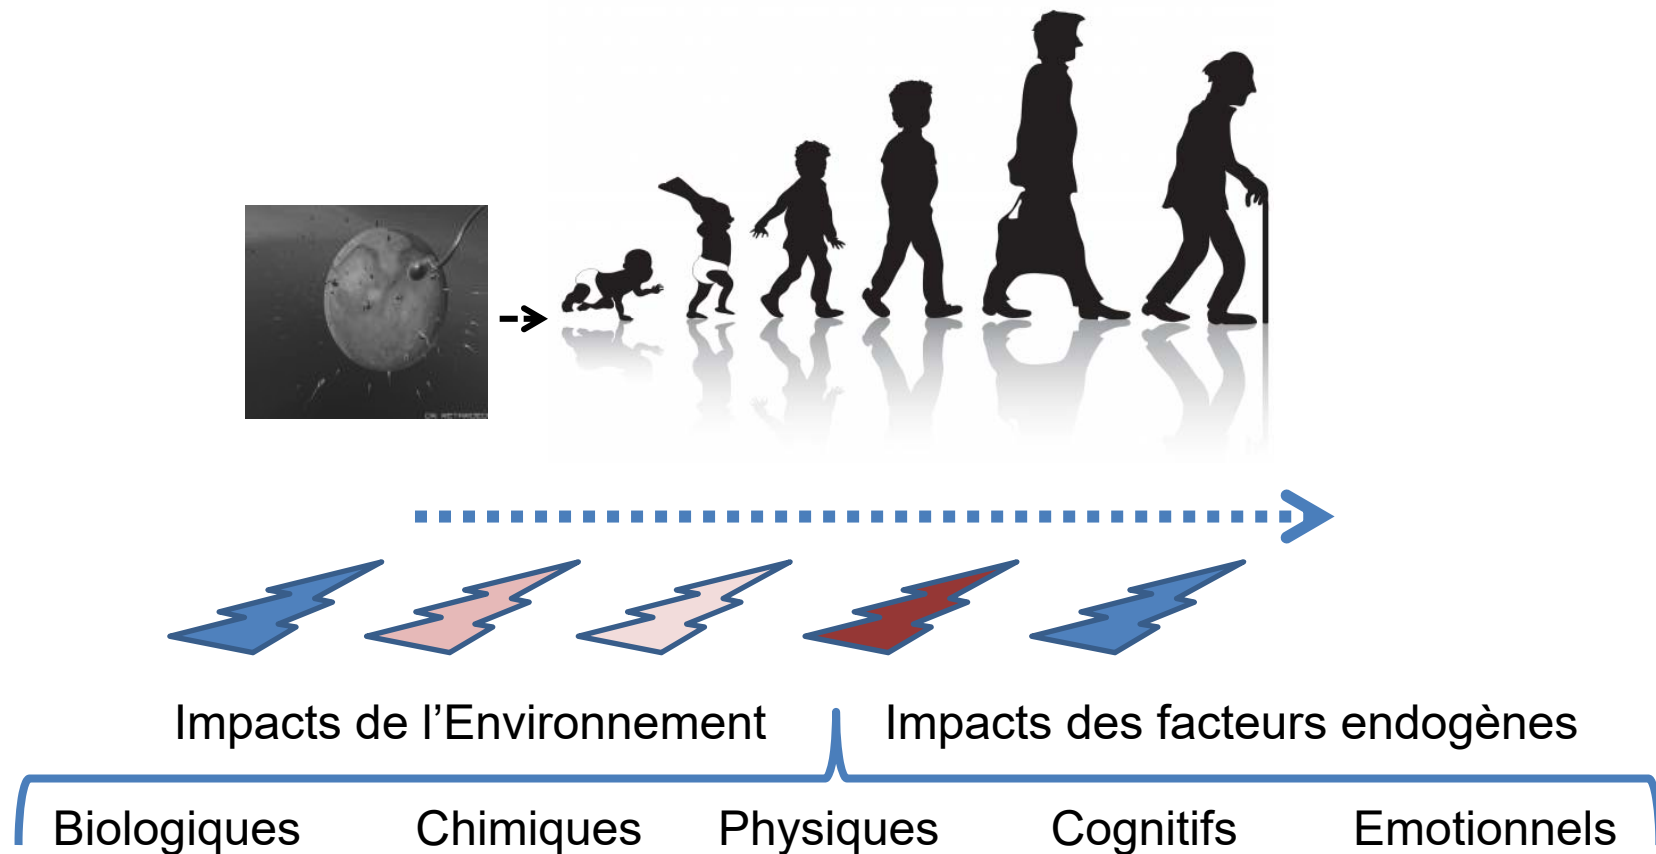 Impacts de l’Environnement
Impacts des facteurs endogènes
Biologiques
Chimiques
Physiques
Cognitifs
Emotionnels